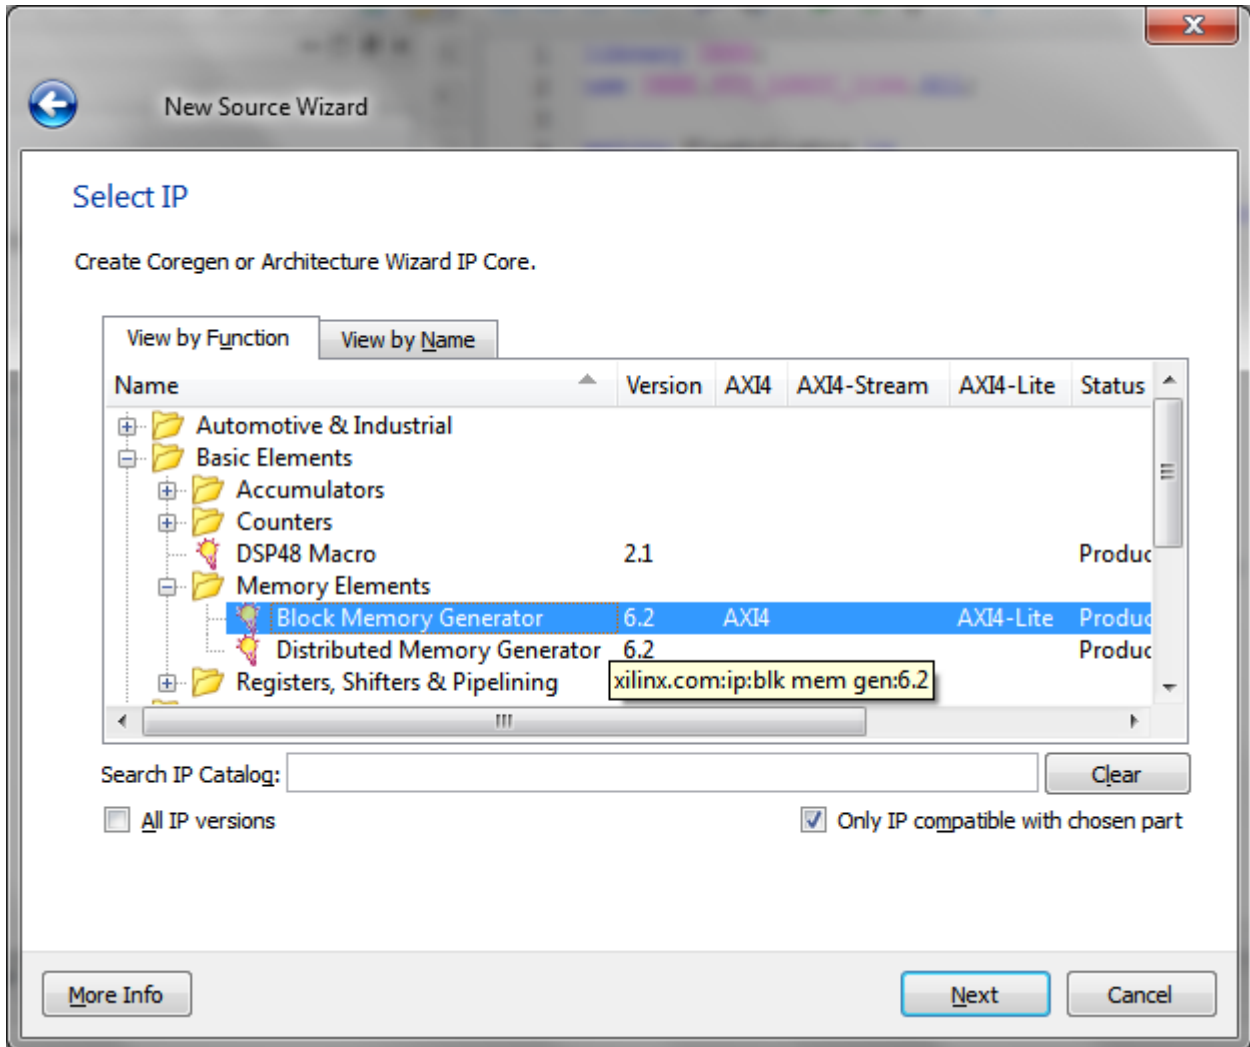 New Source Wizard
Select IP
Create Coregen or Architecture Wizard IP Core.
View by Function View by Name
Name Version AXI4 AXI4-Stream AXI4-Lite Status
Automotive & Industrial
Basic Elements
Accumulators
Counters
DSP48 Macro 2.1 Produc
Memory Elements
Block Memory Generator 6.2 AXI4 AXI4-Lite Produc
Distributed Memory Generator 6.2 Produc
Registers, Shifters & Pipelining xilinx.com:ip:blk mem gen:6.2
Search IP Catalog: Clear
All IP versions Only IP compatible with chosen part
More Info Next Cancel